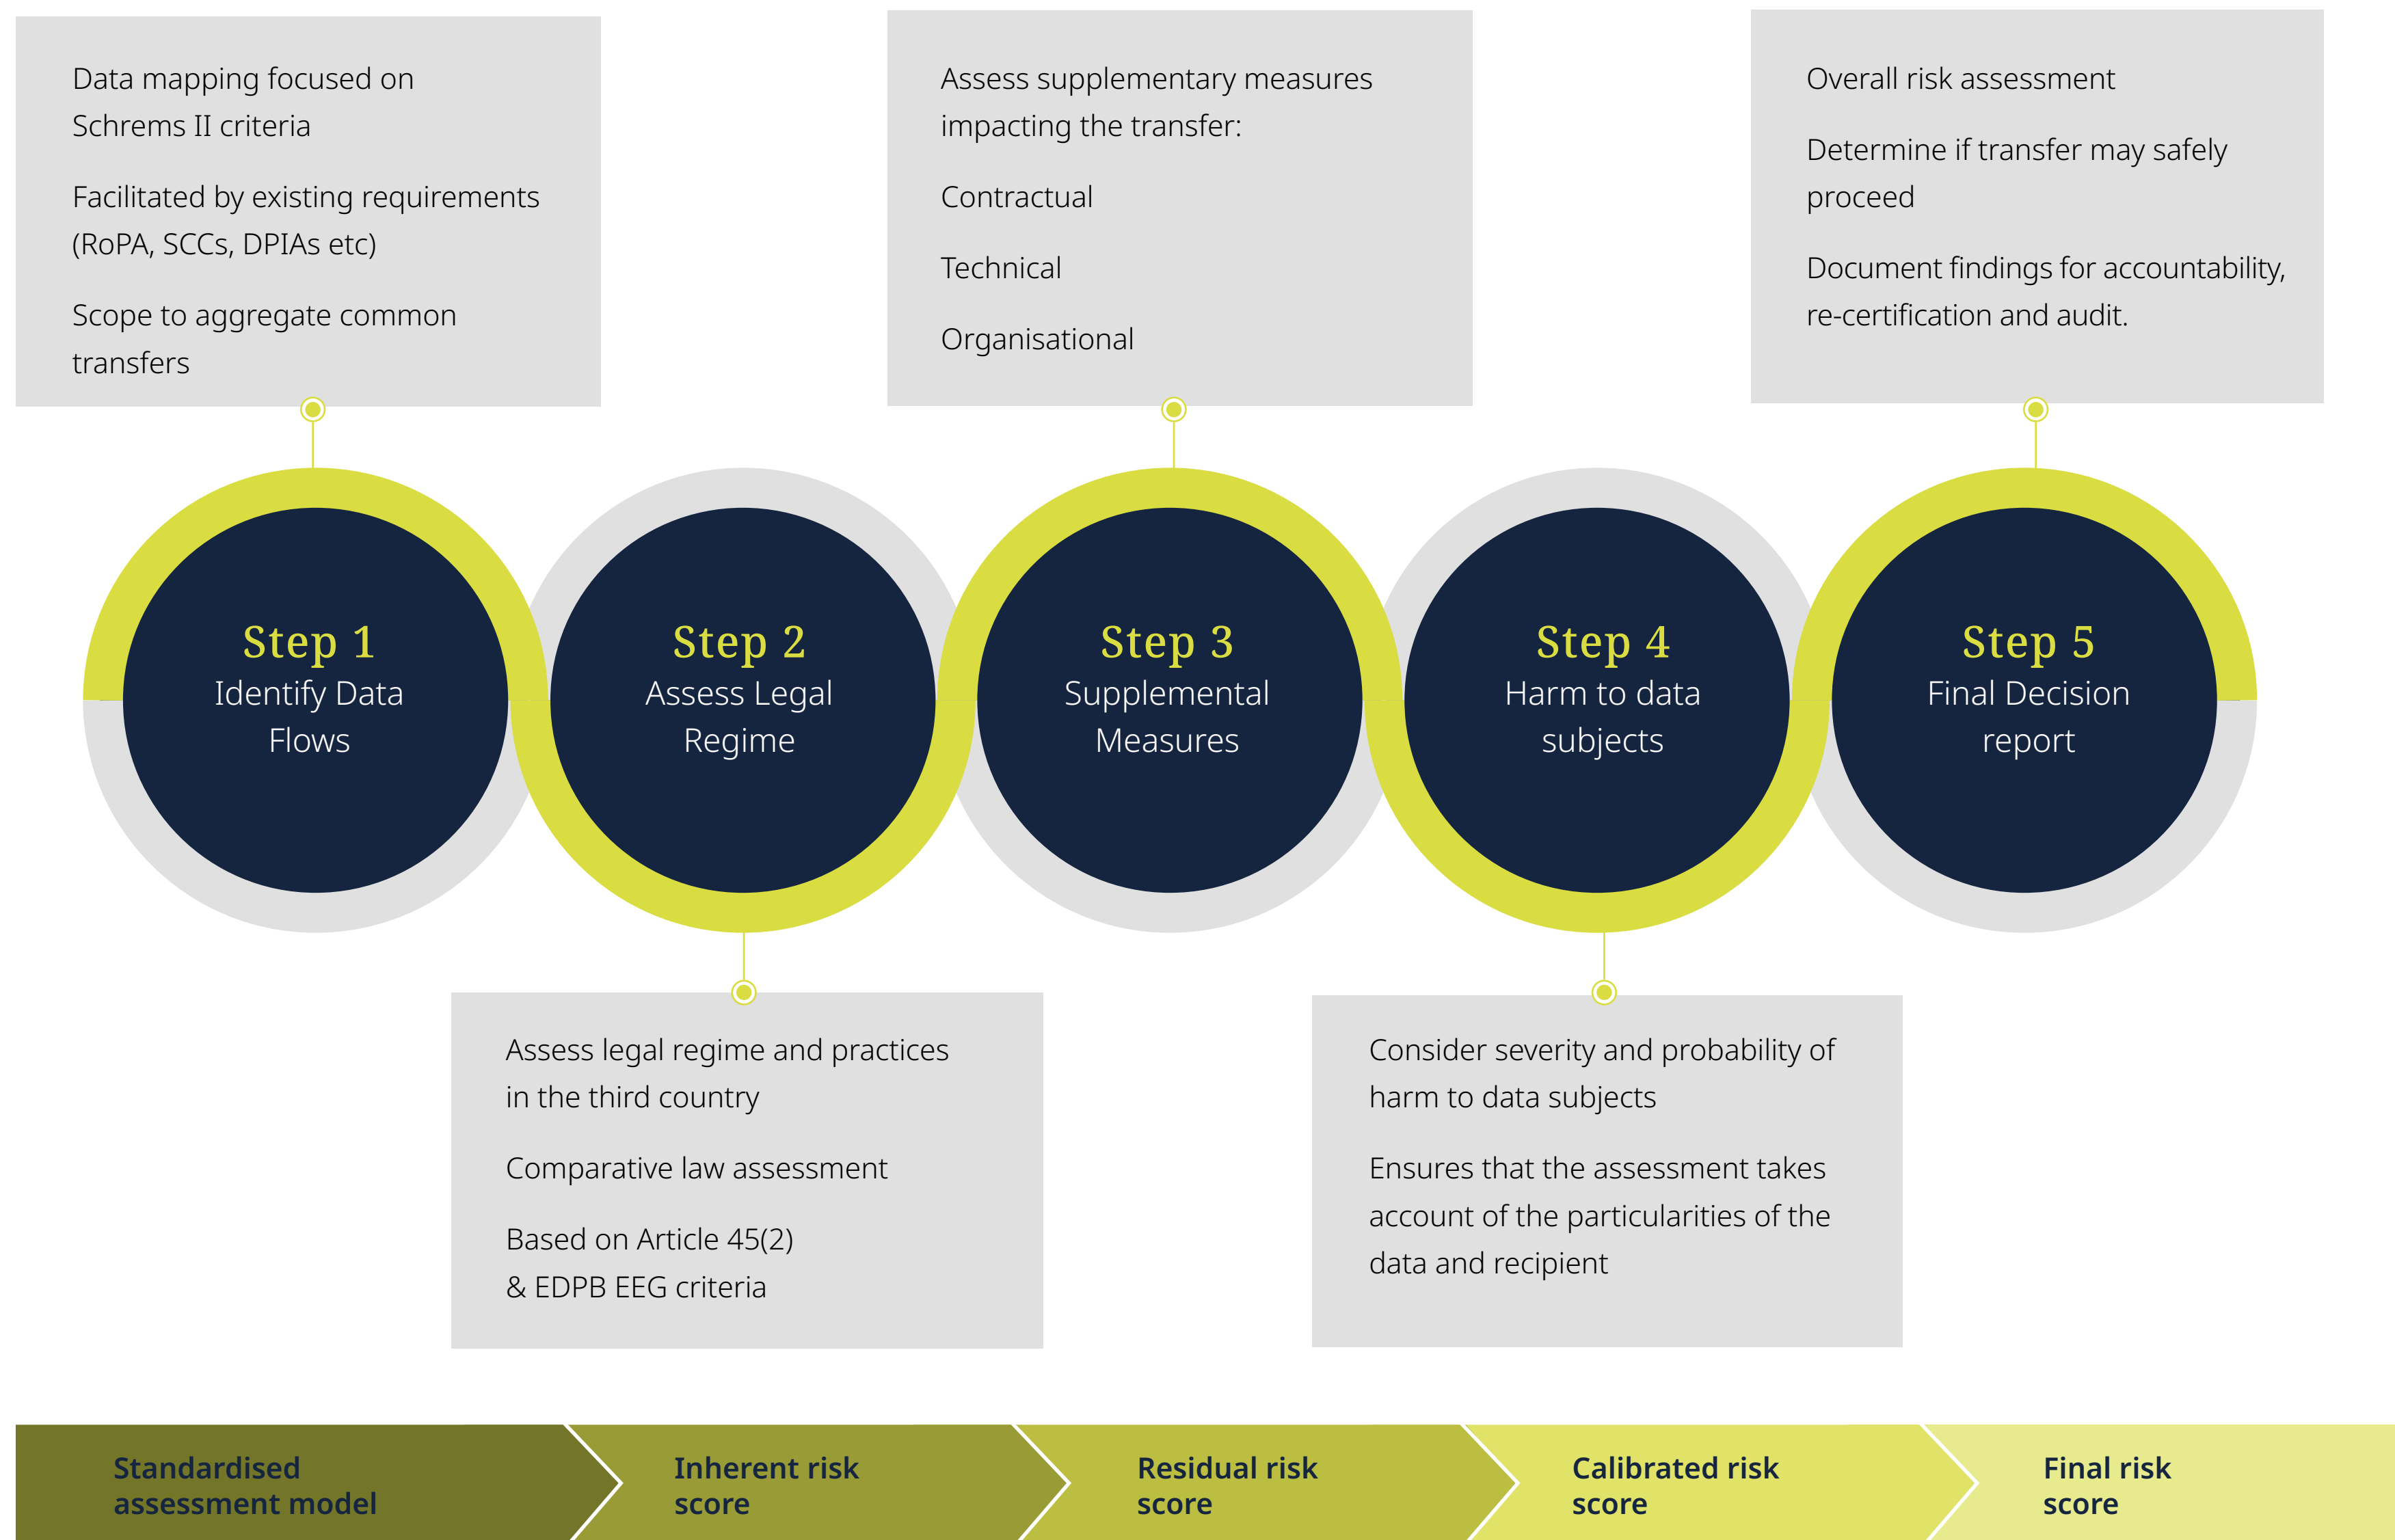 Data mapping focused on
Schrems II criteria
Facilitated by existing requirements
(RoPA, SCCs, DPIAs etc)
Scope to aggregate common
transfers
Assess supplementary measures
impacting the transfer:
Contractual
Technical
Organisational
Overall risk assessment
Determine if transfer may safely
proceed
Document findings for accountability,
re-certification and audit.
Step 1
Identify Data
Flows
Step 2
Assess Legal
Regime
Step 3
Supplemental
Measures
Step 4
Harm to data
subjects
Step 5
Final Decision
report
Assess legal regime and practices
in the third country
Comparative law assessment
Based on Article 45(2)
& EDPB EEG criteria
Consider severity and probability of
harm to data subjects
Ensures that the assessment takes
account of the particularities of the
data and recipient
Standardised
assessment model
Inherent risk
score
Residual risk
score
Calibrated risk
score
Final risk
score